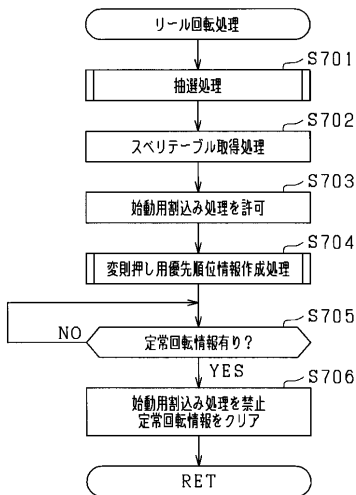 リール回転処理
S701
抽選処理
S702
スベリテーブル取得処理
S703
始動用割込み処理を許可
S704
変則押し用優先順位情報作成処理
S705
定常回転情報有り?
NO
YES
S706
始動用割込み処理を禁止
定常回転情報をクリア
RET